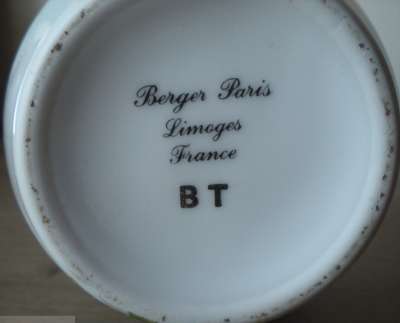 Berger Paris
Limoges
France
BT